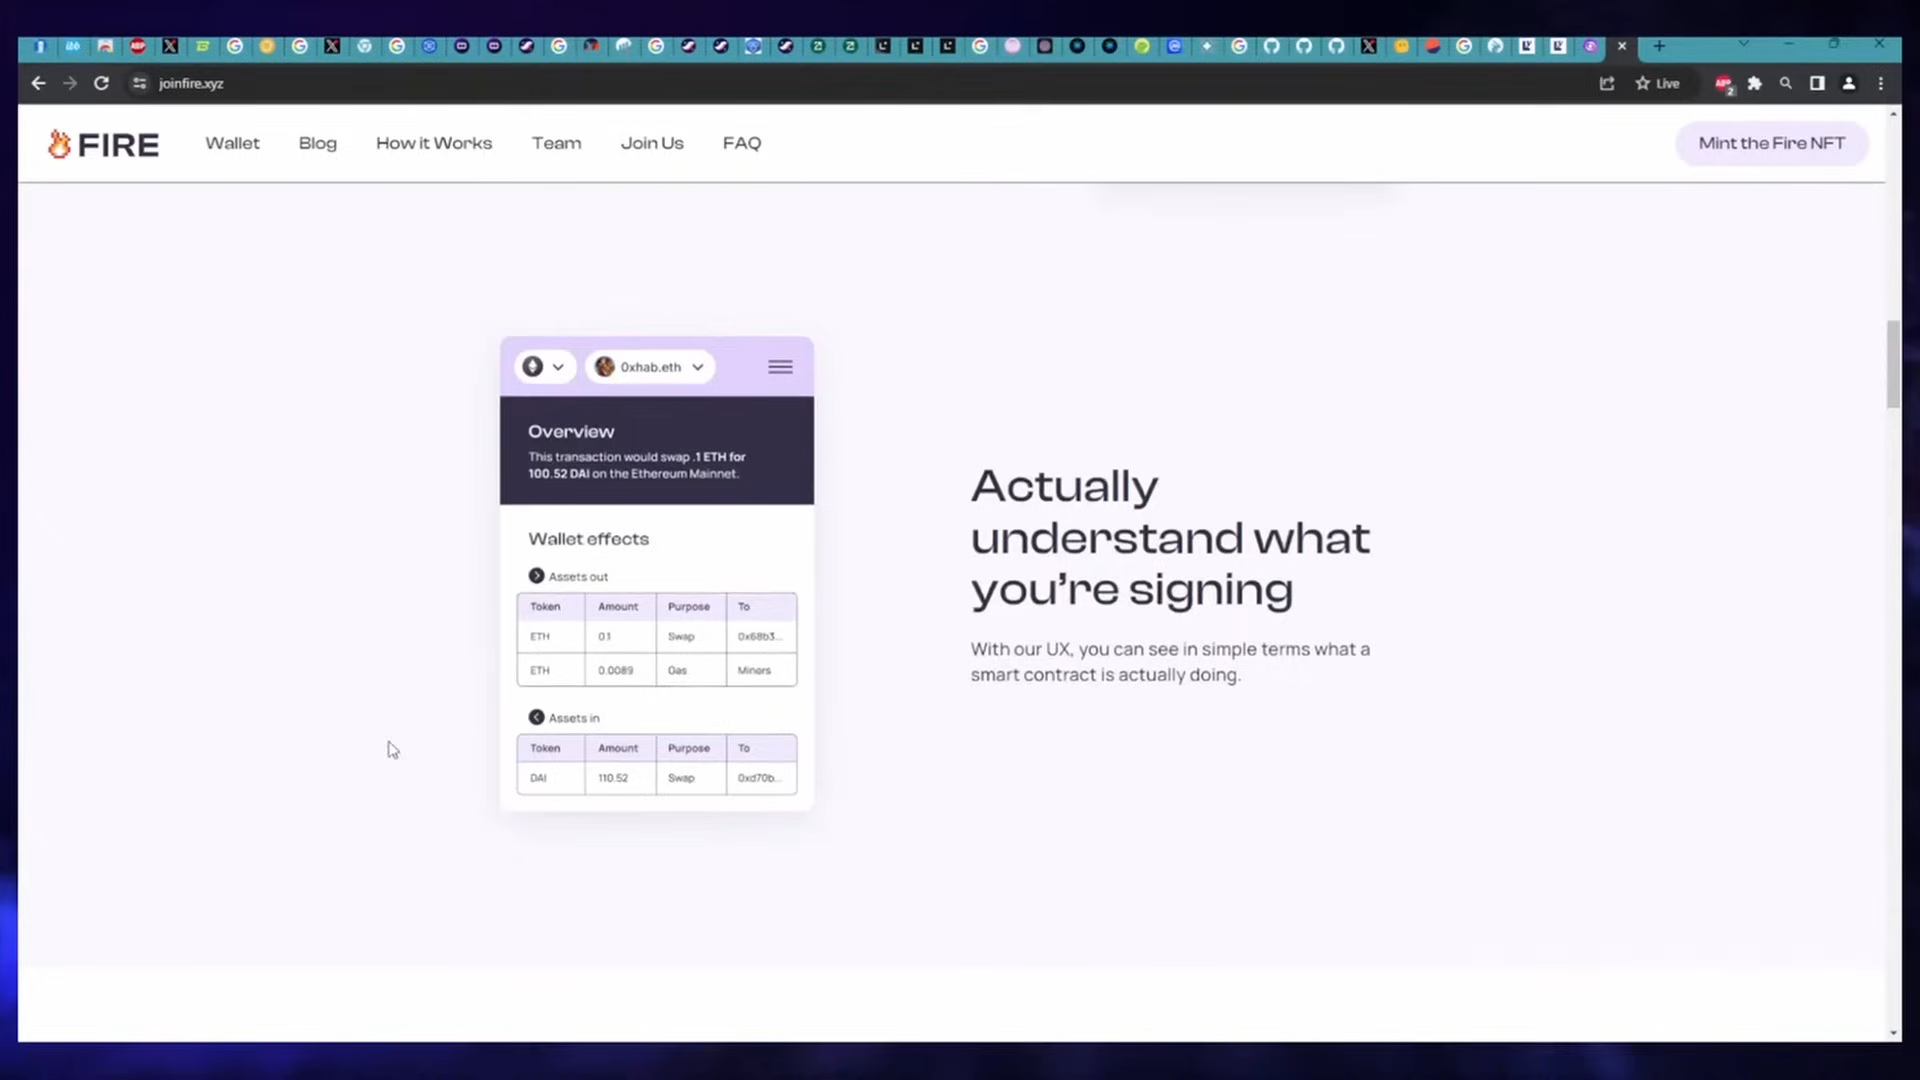 joinfire.xyz
Live
FIRE
Wallet
Blog
How it Works
Team
Join Us
FAQ
Mint the Fire NFT
0xhab.eth
Overview
This transaction would swap .1 ETH for
100.52 DAI on the Ethereum Mainnet.
Wallet effects
Assets out
Token Amount Purpose To
ETH 0.1 Swap 0x68b3...
ETH 0.0089 Gas Miners
Assets in
Token Amount Purpose To
DAI 110.52 Swap 0xd70b...
Actually
understand what
you're signing
With our UX, you can see in simple terms what a
smart contract is actually doing.